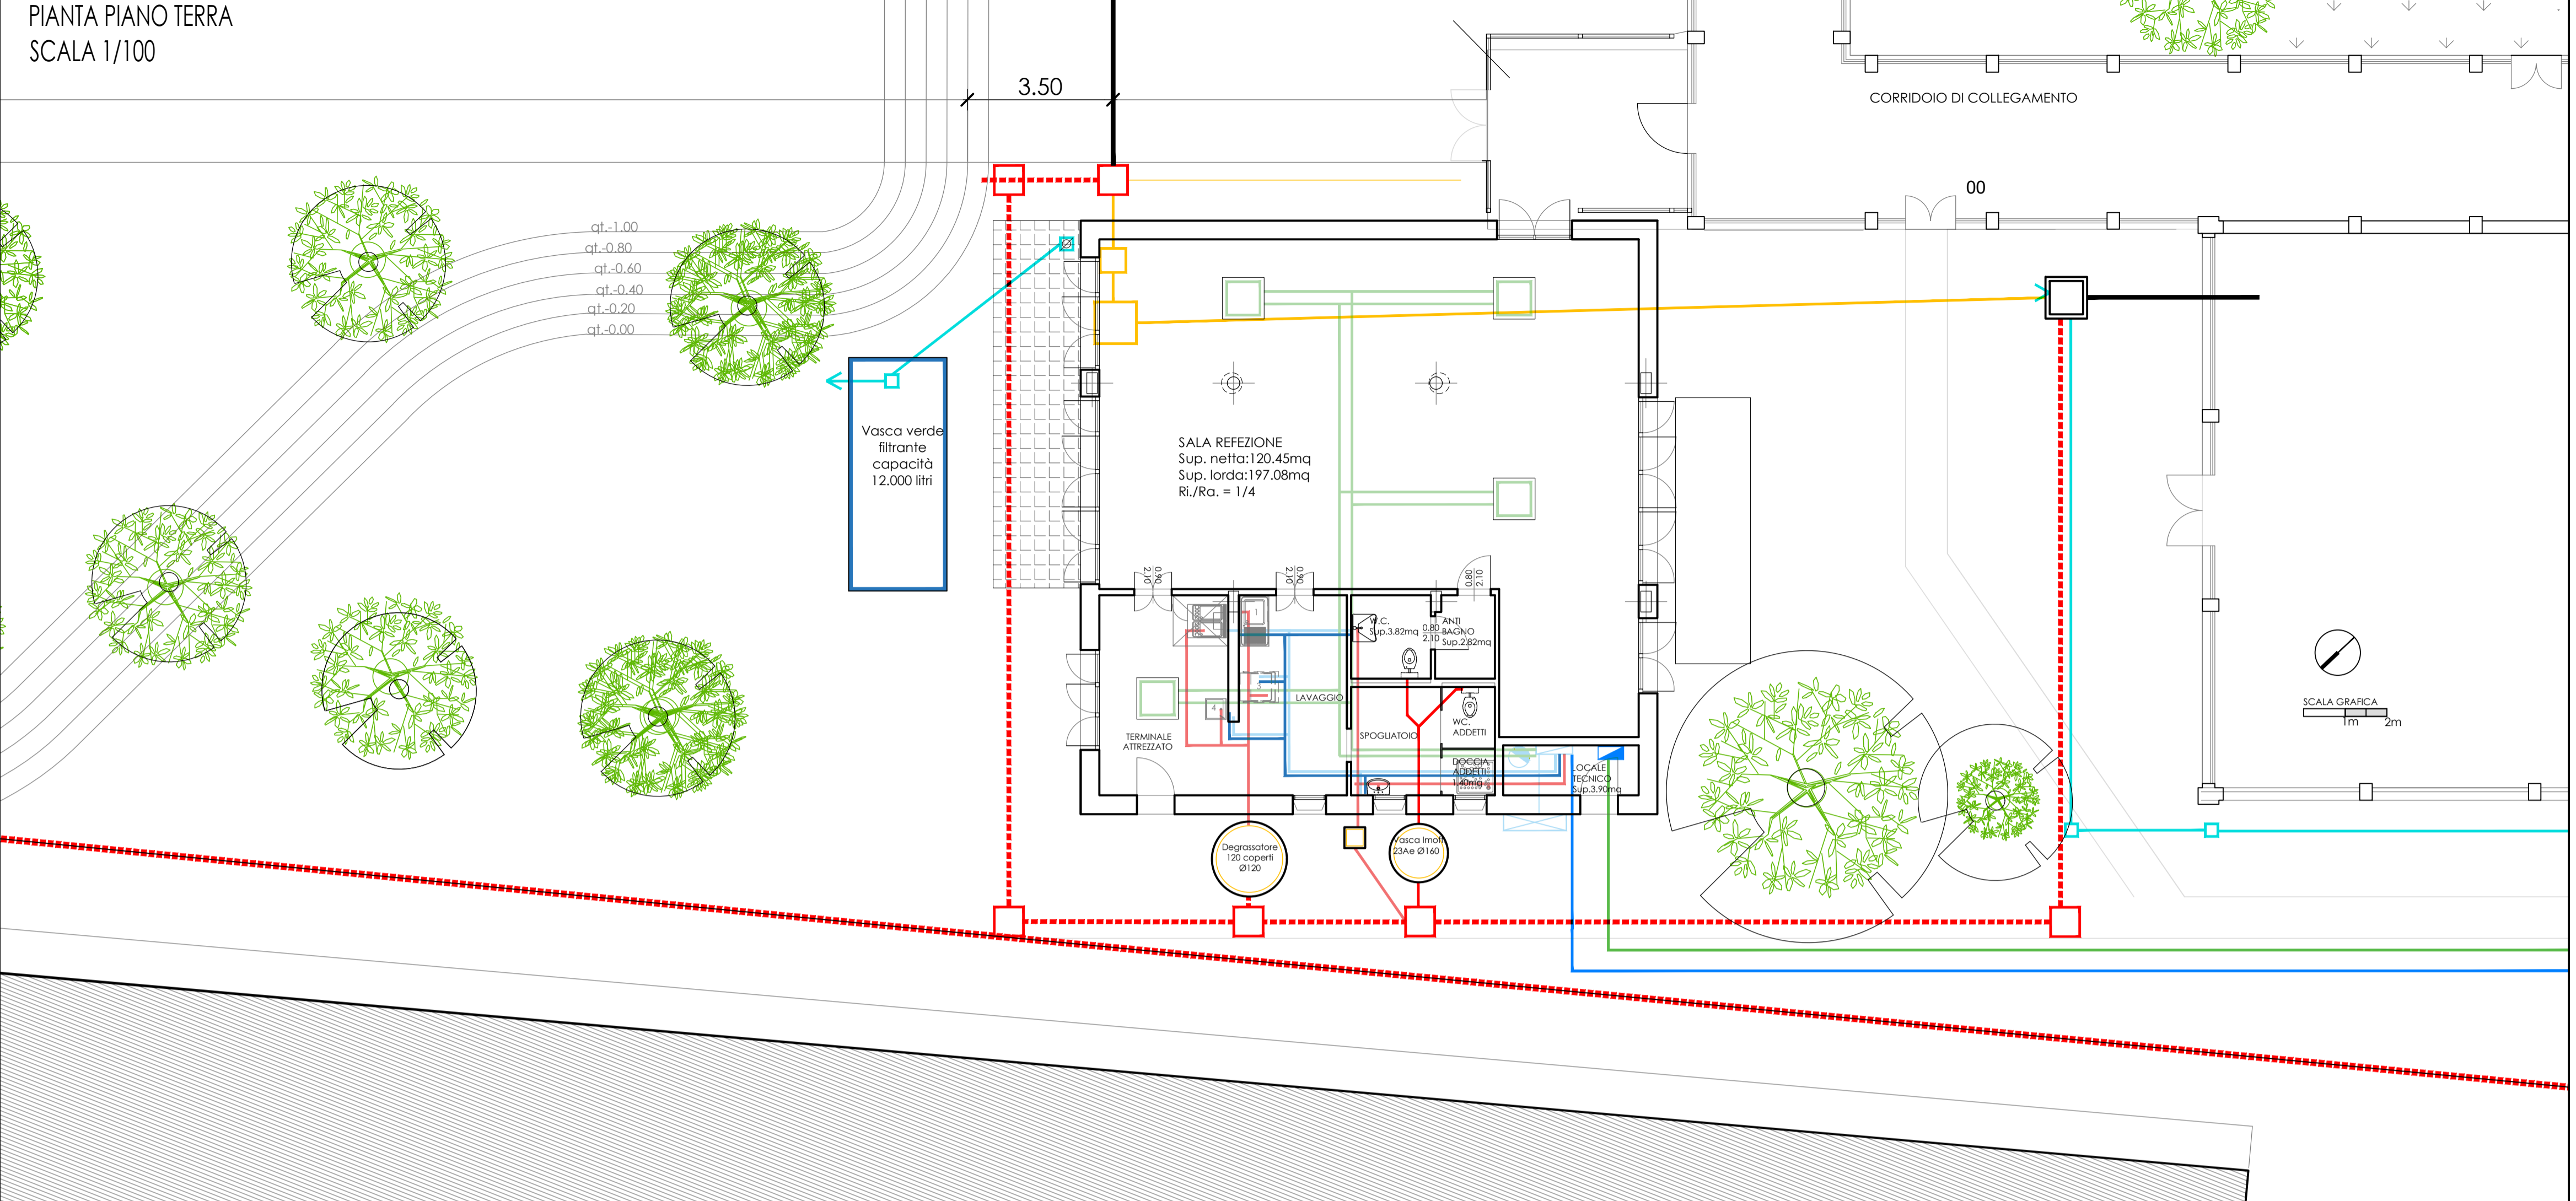 PIANTA PIANO TERRA
SCALA 1/100
3.50
CORRIDOIO DI COLLEGAMENTO
00
qt.-1.00
qt.-0.80
qt.-0.60
qt.-0.40
qt.-0.20
qt.-0.00
Vasca verde
filtrante
capacità
12.000 litri
SALA REFEZIONE
Sup. netta:120.45mq
Sup. lorda:197.08mq
Ri./Ra. = 1/4
0.90
2.10
0.90
2.10
0.80
2.10
1
W.C.
Sup.3.82mq
0.80
2.10
ANTI
BAGNO
Sup.2.82mq
4
LAVAGGIO
TERMINALE
ATTREZZATO
SPOGLIATOIO
WC.
ADDETTI
DOCCIA
ADDETTI
1.40mq
LOCALE
TECNICO
Sup.3.90mq
SCALA GRAFICA
1m
2m
Degrassatore
120 coperti
Ø120
Vasca Imoff
23Ae Ø160